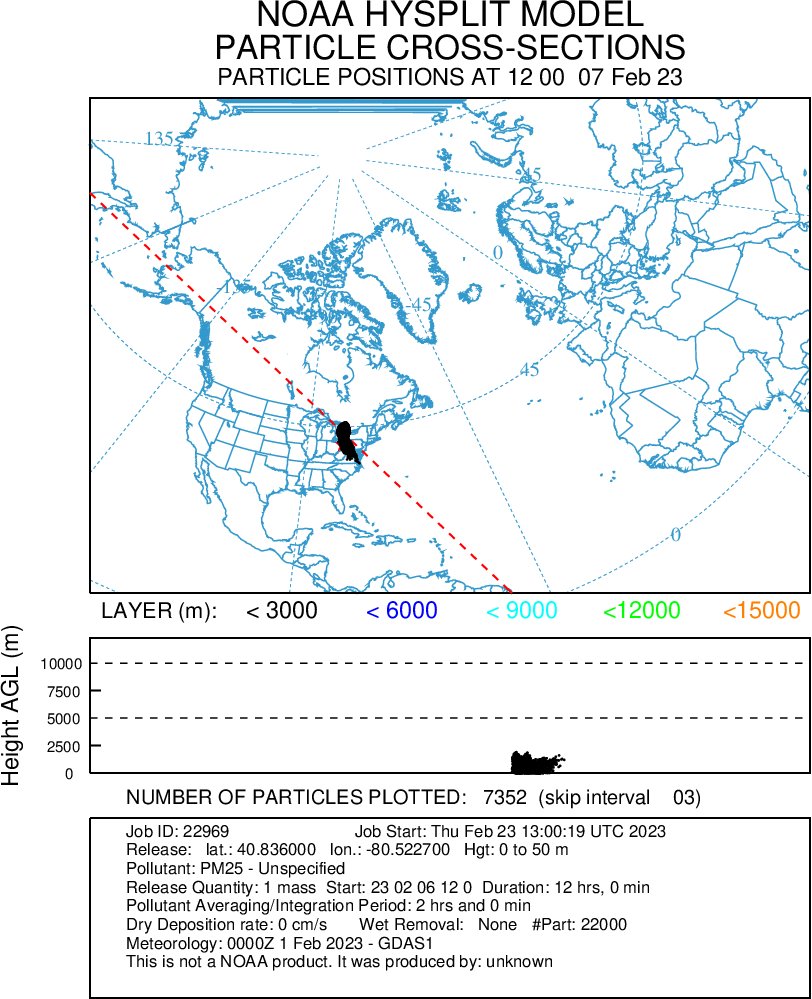 NOAA HYSPLIT MODEL
PARTICLE CROSS-SECTIONS
PARTICLE POSITIONS AT 12 00 07 Feb 23
135
45
0
-135
-45
45
0
LAYER (m): < 3000 < 6000 < 9000 <12000 <15000
Height AGL (m)
10000
7500
5000
2500
0
NUMBER OF PARTICLES PLOTTED: 7352 (skip interval 03)
Job ID: 22969 Job Start: Thu Feb 23 13:00:19 UTC 2023
Release: lat.: 40.836000 lon.: -80.522700 Hgt: 0 to 50 m
Pollutant: PM25 - Unspecified
Release Quantity: 1 mass Start: 23 02 06 12 0 Duration: 12 hrs, 0 min
Pollutant Averaging/Integration Period: 2 hrs and 0 min
Dry Deposition rate: 0 cm/s Wet Removal: None #Part: 22000
Meteorology: 0000Z 1 Feb 2023 - GDAS1
This is not a NOAA product. It was produced by: unknown